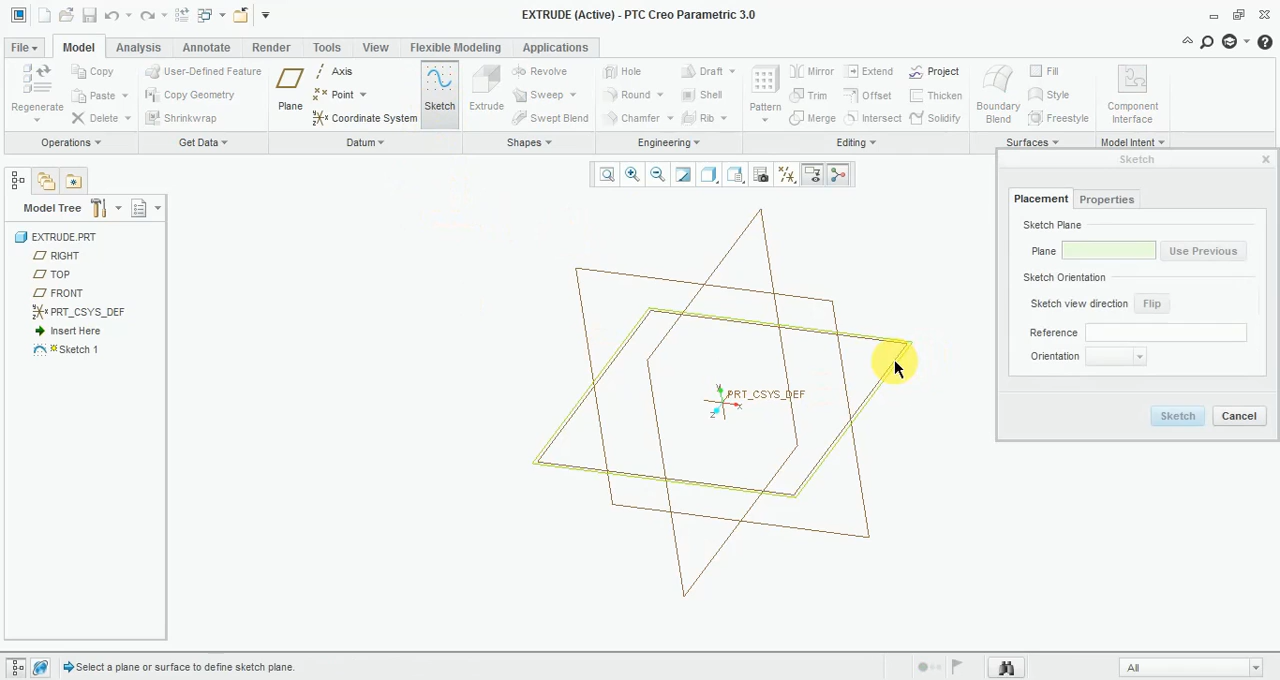 EXTRUDE (Active) - PTC Creo Parametric 3.0
File Model Analysis Annotate Render Tools View Flexible Modeling Applications
Regenerate Copy Paste Delete
User-Defined Feature Copy Geometry Shrinkwrap
Plane Axis Point Coordinate System Sketch
Extrude Revolve Sweep Swept Blend
Hole Round Chamfer Draft Shell Rib
Pattern Mirror Trim Merge Extend Offset Intersect Project Thicken Solidify
Boundary Blend Fill Style Freestyle
Component Interface
Operations Get Data Datum Shapes Engineering Editing Surfaces Model Intent
Model Tree
EXTRUDE.PRT
RIGHT
TOP
FRONT
PRT_CSYS_DEF
Insert Here
Sketch 1
PRT_CSYS_DEF
Y
X
Z
Sketch
Placement Properties
Sketch Plane
Plane Use Previous
Sketch Orientation
Sketch view direction Flip
Reference
Orientation
Sketch Cancel
Select a plane or surface to define sketch plane.
All